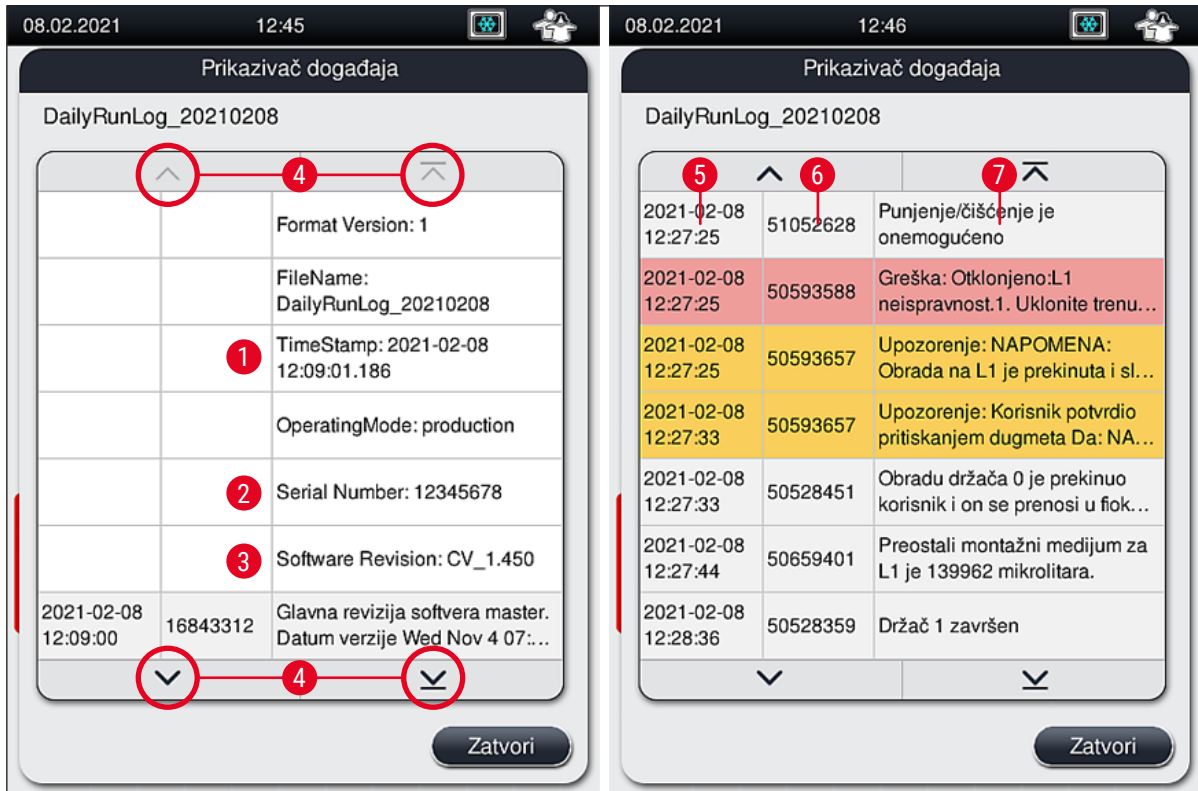 08.02.2021 12:45
Prikazivač događaja
DailyRunLog_20210208
4
Format Version: 1
FileName:
DailyRunLog_20210208
1
TimeStamp: 2021-02-08
12:09:01.186
OperatingMode: production
2
Serial Number: 12345678
3
Software Revision: CV_1.450
2021-02-08
12:09:00
16843312
Glavna revizija softvera master.
Datum verzije Wed Nov 4 07:...
4
Zatvori
08.02.2021 12:46
Prikazivač događaja
DailyRunLog_20210208
5
6
7
2021-02-08
12:27:25
51052628
Punjenje/čišćenje je
onemogućeno
2021-02-08
12:27:25
50593588
Greška: Otklonjeno:L1
neispravnost.1. Uklonite trenu...
2021-02-08
12:27:25
50593657
Upozorenje: NAPOMENA:
Obrada na L1 je prekinuta i sl...
2021-02-08
12:27:33
50593657
Upozorenje: Korisnik potvrdio
pritiskanjem dugmeta Da: NA...
2021-02-08
12:27:33
50528451
Obradu držača 0 je prekinuo
korisnik i on se prenosi u fiok...
2021-02-08
12:27:44
50659401
Preostali montažni medijum za
L1 je 139962 mikrolitara.
2021-02-08
12:28:36
50528359
Držač 1 završen
Zatvori